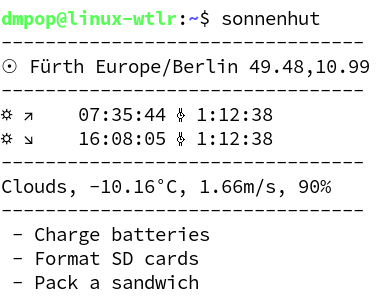 dmpop@linux-wtlr:~$ sonnenhut
---------------------------------
☉ Fürth Europe/Berlin 49.48,10.99
---------------------------------
☼ ↗    07:35:44 ⸙ 1:12:38
☼ ↘    16:08:05 ⸙ 1:12:38
---------------------------------
Clouds, -10.16°C, 1.66m/s, 90%
---------------------------------
 - Charge batteries
 - Format SD cards
 - Pack a sandwich